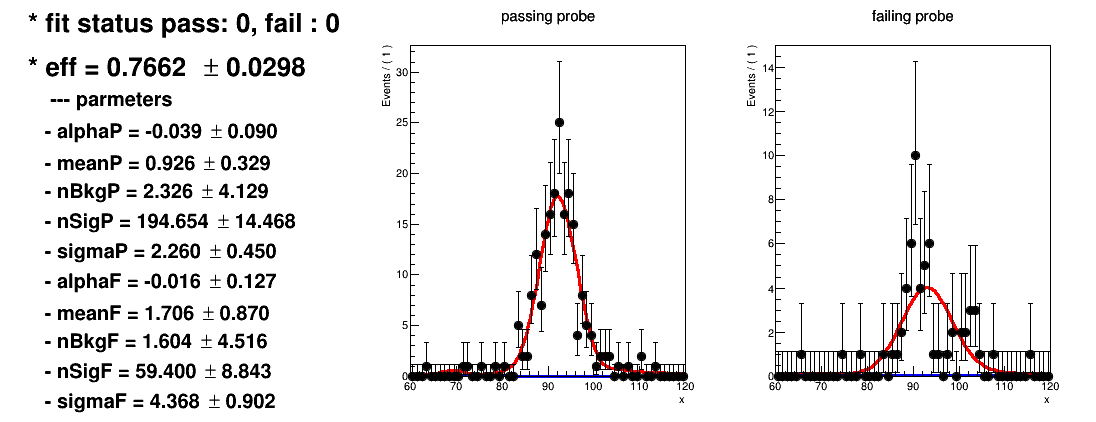 * fit status pass: 0, fail : 0
* eff = 0.7662 ± 0.0298
--- parmeters
- alphaP = -0.039 ± 0.090
- meanP = 0.926 ± 0.329
- nBkgP = 2.326 ± 4.129
- nSigP = 194.654 ± 14.468
- sigmaP = 2.260 ± 0.450
- alphaF = -0.016 ± 0.127
- meanF = 1.706 ± 0.870
- nBkgF = 1.604 ± 4.516
- nSigF = 59.400 ± 8.843
- sigmaF = 4.368 ± 0.902
passing probe
Events / ( 1 )
30
25
20
15
10
5
0
60 70 80 90 100 110 120
x
failing probe
Events / ( 1 )
14
12
10
8
6
4
2
0
60 70 80 90 100 110 120
x